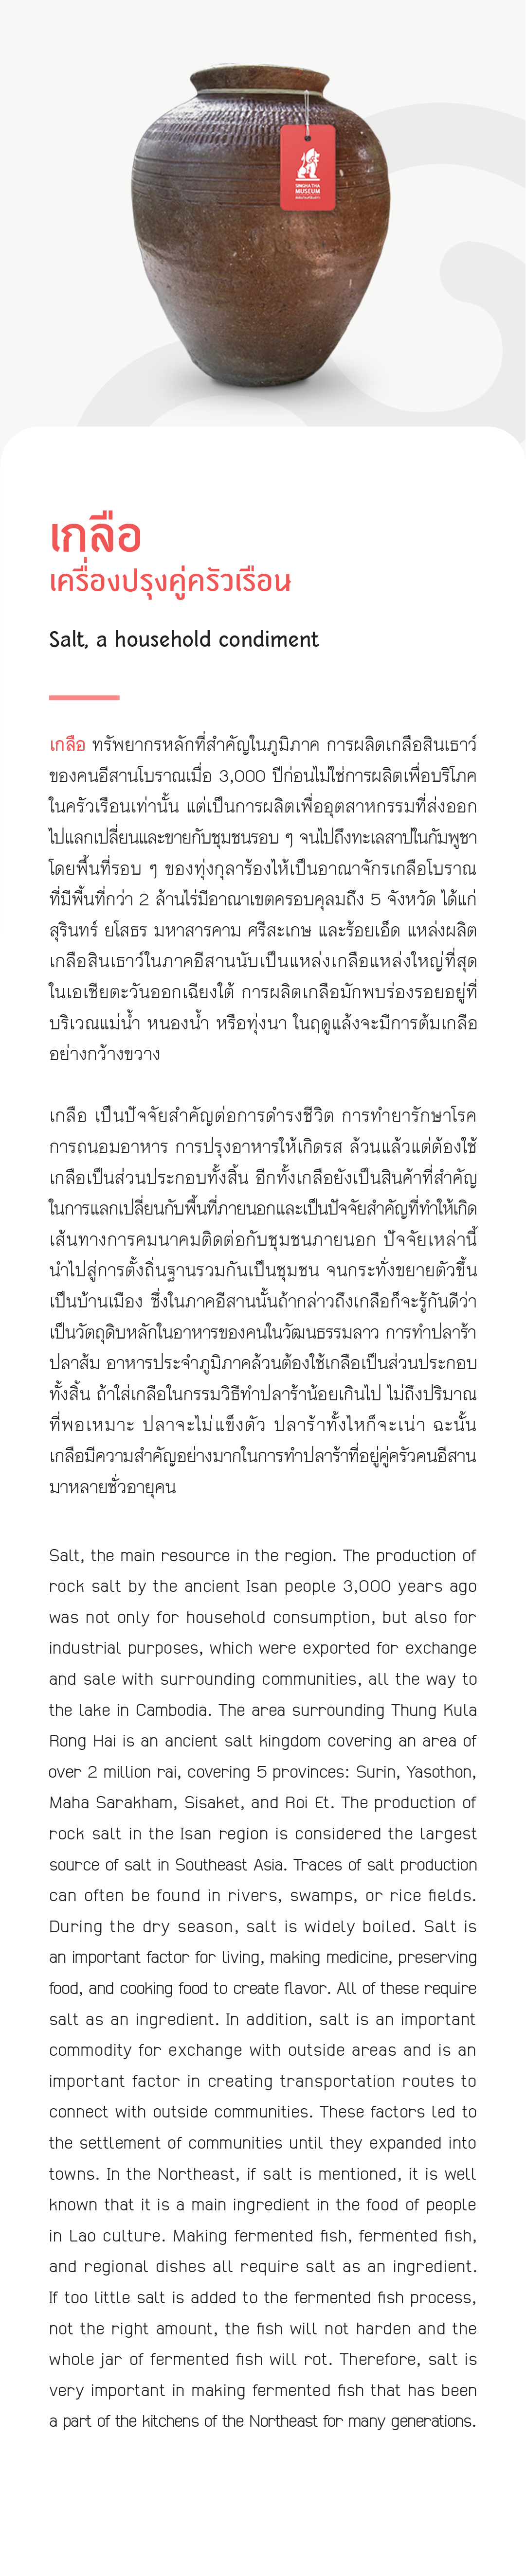 SINGHA THA
MUSEUM
เกลือ
เครื่องปรุงคู่ครัวเรือน
Salt, a household condiment
เกลือ ทรัพยากรหลักที่สำคัญในภูมิภาค การผลิตเกลือสินเธาว์
ของคนอีสานโบราณเมื่อ 3,000 ปีก่อนไม่ใช่การผลิตเพื่อบริโภค
ในครัวเรือนเท่านั้น แต่เป็นการผลิตเพื่ออุตสาหกรรมที่ส่งออก
ไปแลกเปลี่ยนและขายกับชุมชนรอบ ๆ จนไปถึงทะเลสาปในกัมพูชา
โดยพื้นที่รอบ ๆ ของทุ่งกุลาร้องไห้เป็นอาณาจักรเกลือโบราณ
ที่มีพื้นที่กว่า 2 ล้านไร่มีอาณาเขตครอบคุลมถึง 5 จังหวัด ได้แก่
สุรินทร์ ยโสธร มหาสารคาม ศรีสะเกษ และร้อยเอ็ด แหล่งผลิต
เกลือสินเธาว์ในภาคอีสานนับเป็นแหล่งเกลือแหล่งใหญ่ที่สุด
ในเอเชียตะวันออกเฉียงใต้ การผลิตเกลือมักพบร่องรอยอยู่ที่
บริเวณแม่น้ำ หนองน้ำ หรือทุ่งนา ในฤดูแล้งจะมีการต้มเกลือ
อย่างกว้างขวาง
เกลือ เป็นปัจจัยสำคัญต่อการดำรงชีวิต การทำยารักษาโรค
การถนอมอาหาร การปรุงอาหารให้เกิดรส ล้วนแล้วแต่ต้องใช้
เกลือเป็นส่วนประกอบทั้งสิ้น อีกทั้งเกลือยังเป็นสินค้าที่สำคัญ
ในการแลกเปลี่ยนกับพื้นที่ภายนอกและเป็นปัจจัยสำคัญที่ทำให้เกิด
เส้นทางการคมนาคมติดต่อกับชุมชนภายนอก ปัจจัยเหล่านี้
นำไปสู่การตั้งถิ่นฐานรวมกันเป็นชุมชน จนกระทั่งขยายตัวขึ้น
เป็นบ้านเมือง ซึ่งในภาคอีสานนั้นถ้ากล่าวถึงเกลือก็จะรู้กันดีว่า
เป็นวัตถุดิบหลักในอาหารของคนในวัฒนธรรมลาว การทำปลาร้า
ปลาส้ม อาหารประจำภูมิภาคล้วนต้องใช้เกลือเป็นส่วนประกอบ
ทั้งสิ้น ถ้าใส่เกลือในกรรมวิธีทำปลาร้าน้อยเกินไป ไม่ถึงปริมาณ
ที่พอเหมาะ ปลาจะไม่แข็งตัว ปลาร้าทั้งไหก็จะเน่า ฉะนั้น
เกลือมีความสำคัญอย่างมากในการทำปลาร้าที่อยู่คู่ครัวคนอีสาน
มาหลายชั่วอายุคน
Salt, the main resource in the region. The production of
rock salt by the ancient Isan people 3,000 years ago
was not only for household consumption, but also for
industrial purposes, which were exported for exchange
and sale with surrounding communities, all the way to
the lake in Cambodia. The area surrounding Thung Kula
Rong Hai is an ancient salt kingdom covering an area of
over 2 million rai, covering 5 provinces: Surin, Yasothon,
Maha Sarakham, Sisaket, and Roi Et. The production of
rock salt in the Isan region is considered the largest
source of salt in Southeast Asia. Traces of salt production
can often be found in rivers, swamps, or rice fields.
During the dry season, salt is widely boiled. Salt is
an important factor for living, making medicine, preserving
food, and cooking food to create flavor. All of these require
salt as an ingredient. In addition, salt is an important
commodity for exchange with outside areas and is an
important factor in creating transportation routes to
connect with outside communities. These factors led to
the settlement of communities until they expanded into
towns. In the Northeast, if salt is mentioned, it is well
known that it is a main ingredient in the food of people
in Lao culture. Making fermented fish, fermented fish,
and regional dishes all require salt as an ingredient.
If too little salt is added to the fermented fish process,
not the right amount, the fish will not harden and the
whole jar of fermented fish will rot. Therefore, salt is
very important in making fermented fish that has been
a part of the kitchens of the Northeast for many generations.